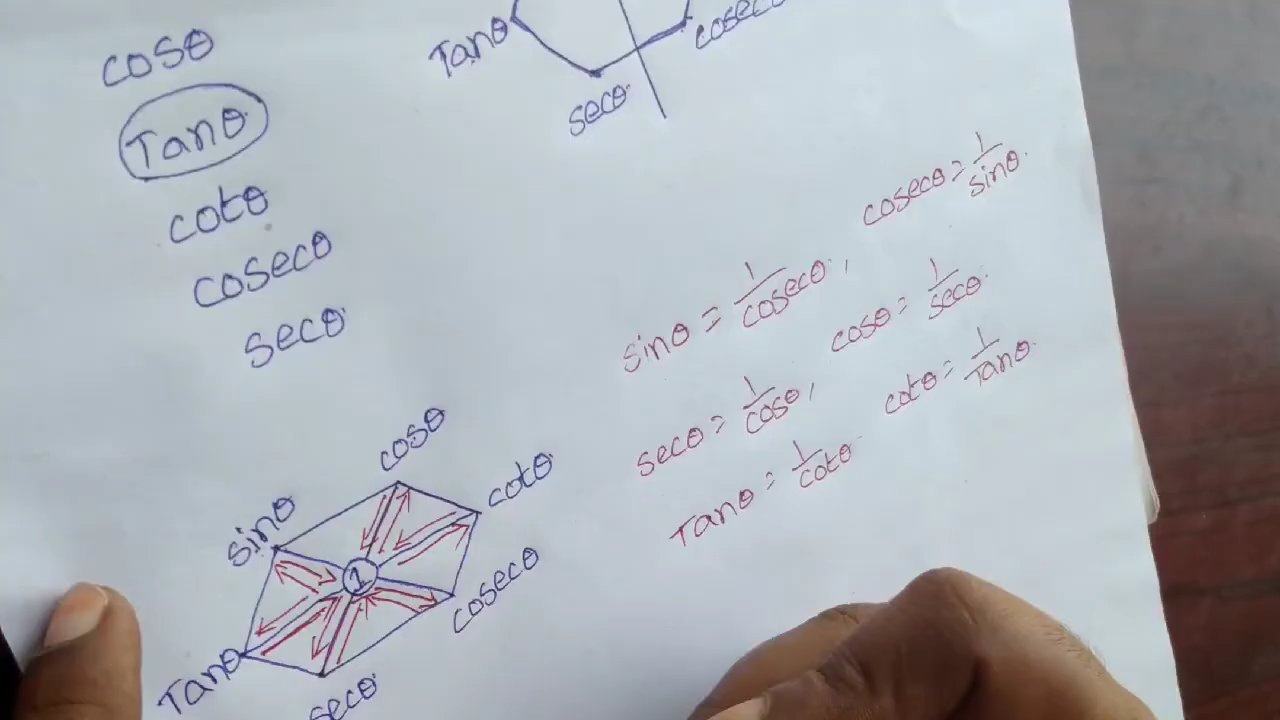 cosθ
Tanθ
cotθ
cosecθ
secθ
Tanθ
secθ
cosecθ
cosecθ = 1/sinθ
sinθ = 1/cosecθ,
cosθ = 1/secθ
secθ = 1/cosθ,
cotθ = 1/Tanθ
Tanθ = 1/cotθ
cosθ
sinθ
cotθ
1
cosecθ
Tanθ
secθ